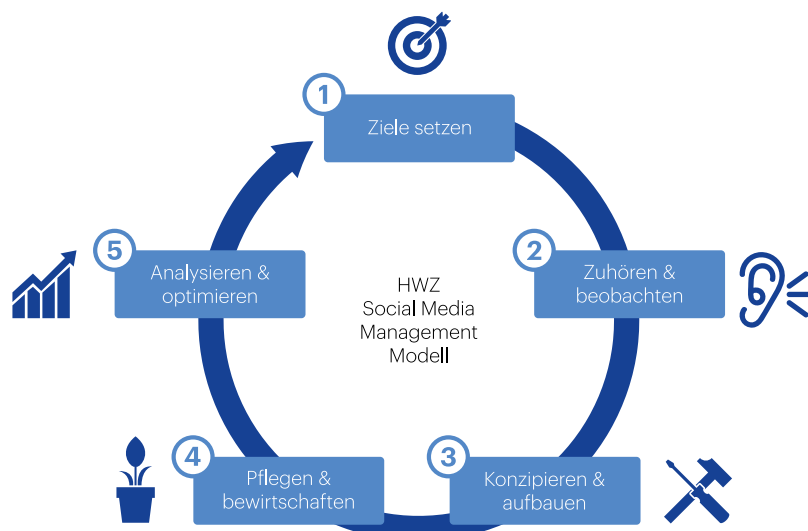 1
Ziele setzen
2
Zuhören &
beobachten
3
Konzipieren &
aufbauen
4
Pflegen &
bewirtschaften
5
Analysieren &
optimieren
HWZ
Social Media
Management
Modell